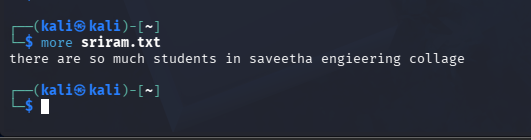 ┌──(kali㉿kali)-[~]
└─$ more sriram.txt
there are so much students in saveetha engieering collage
┌──(kali㉿kali)-[~]
└─$